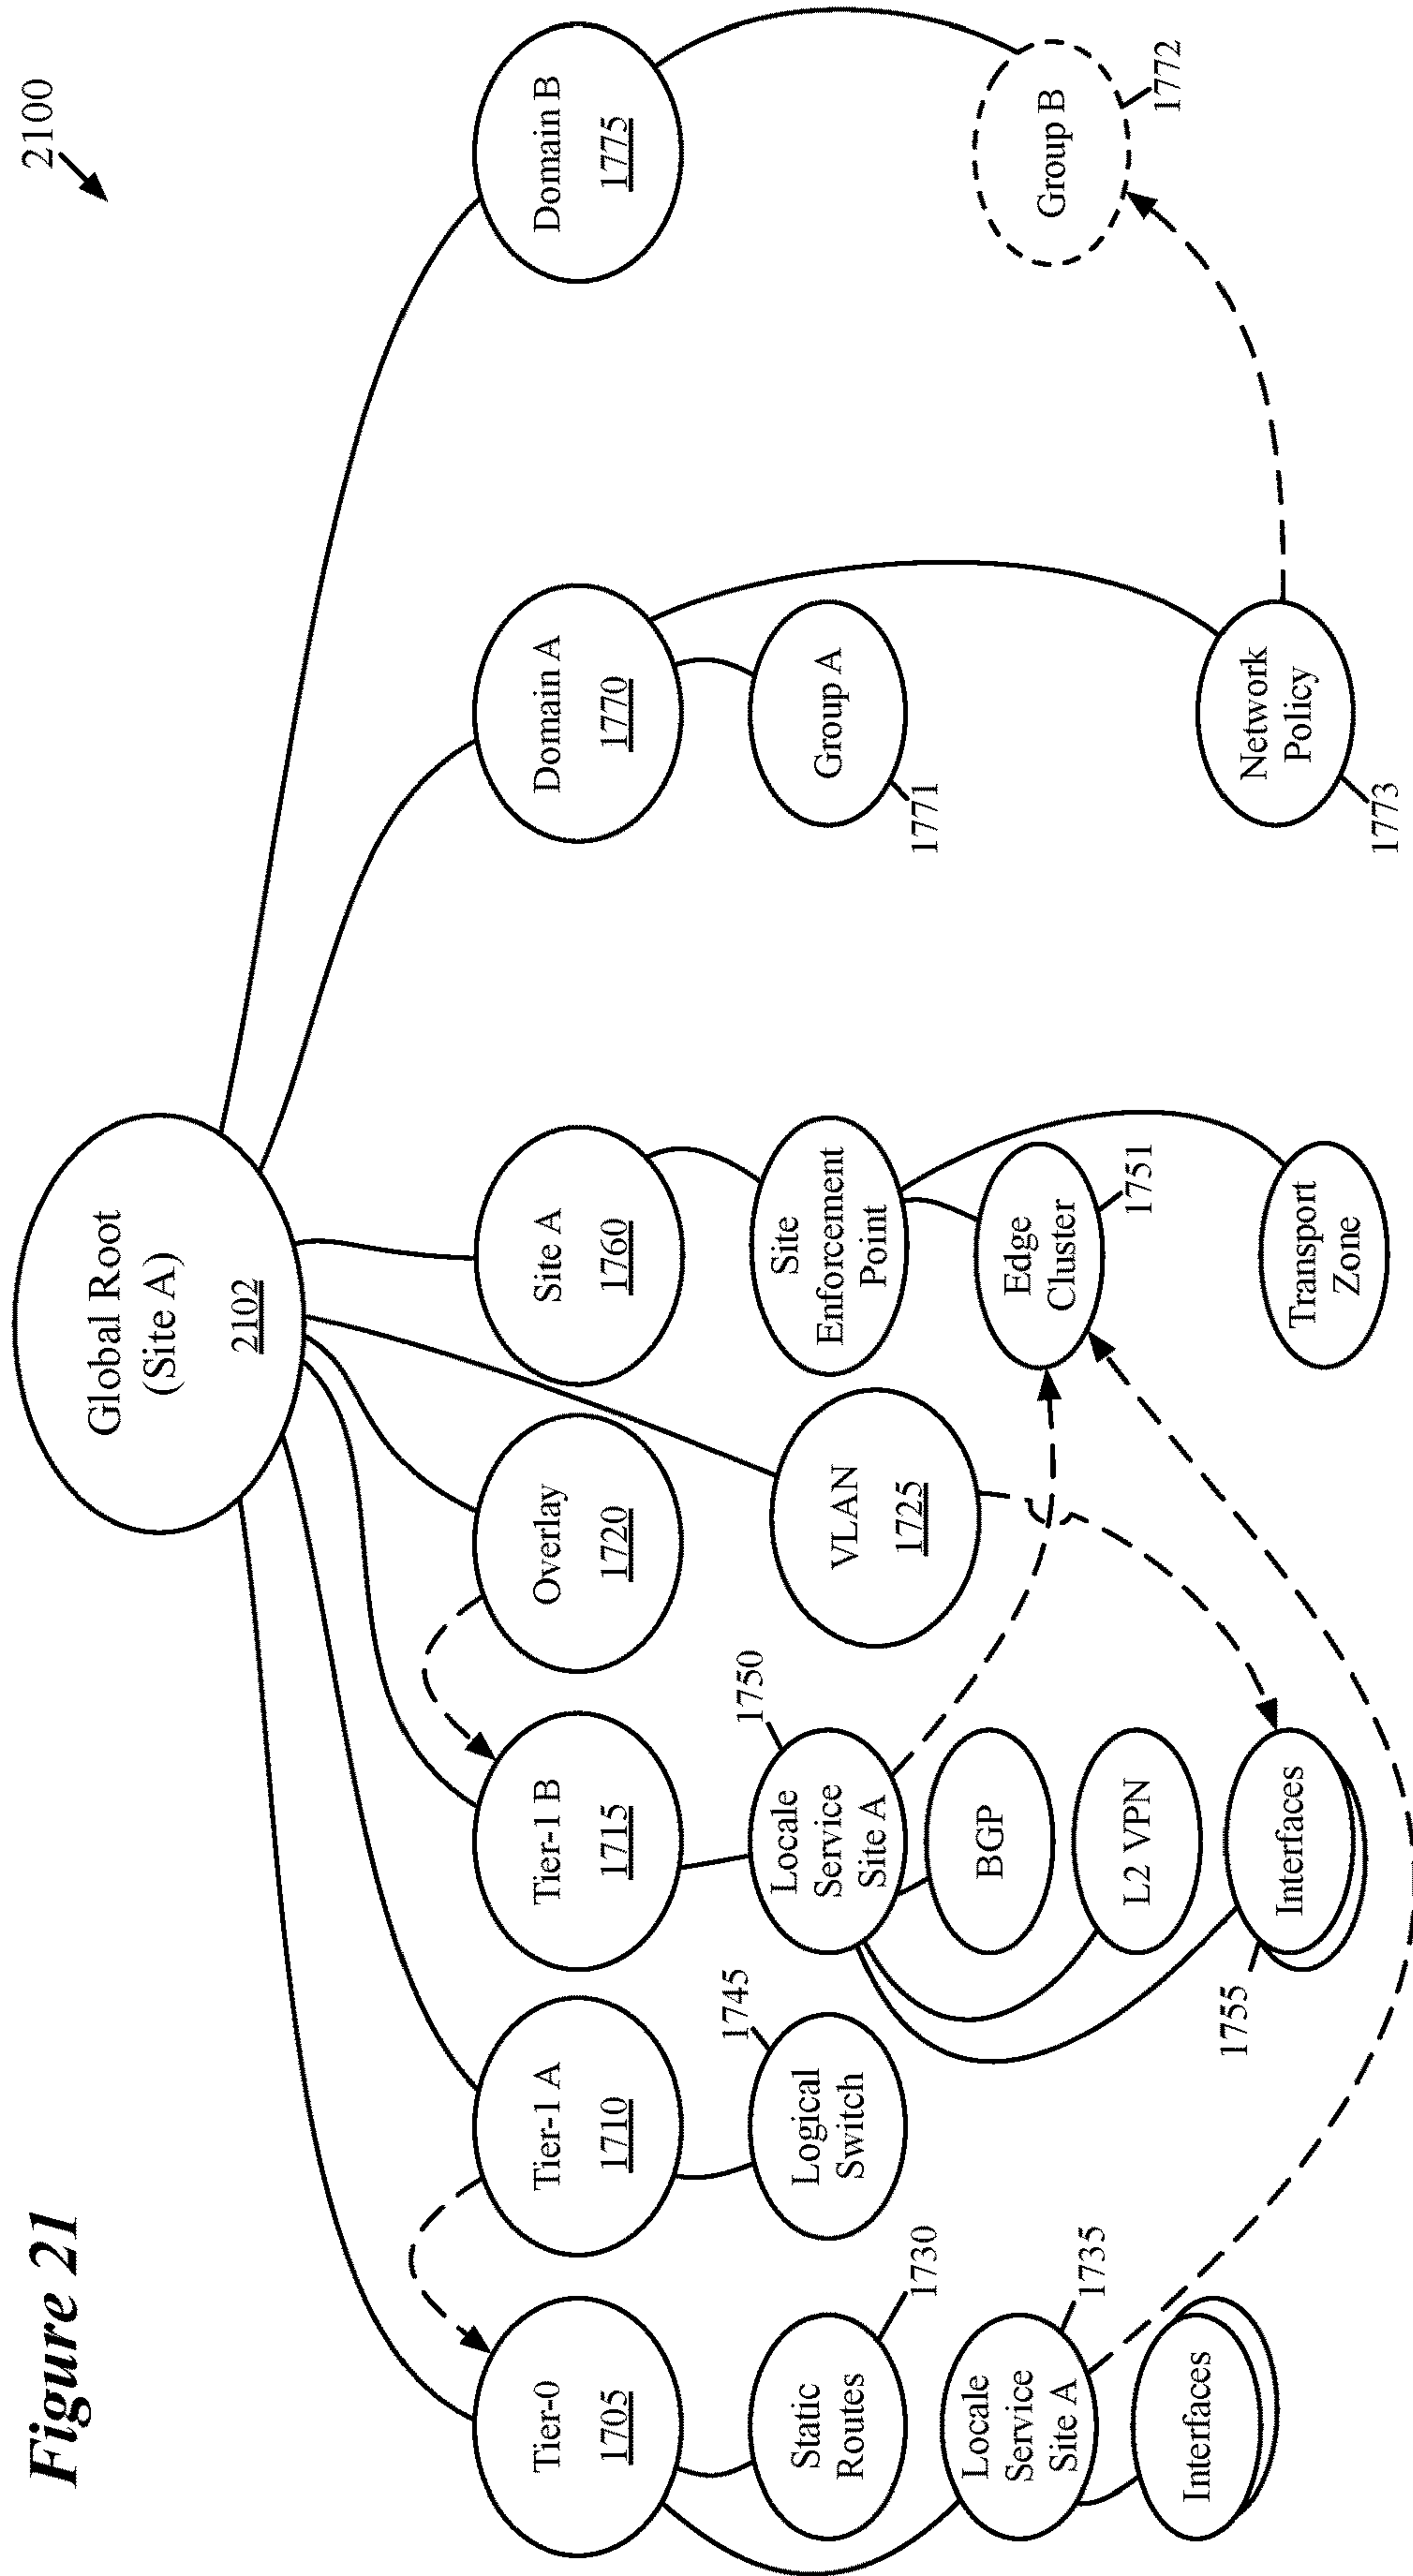 Figure 21
2100
Global Root
(Site A)
2102
Tier-0
1705
Tier-1 A
1710
Tier-1 B
1715
Overlay
1720
Site A
1760
Domain A
1770
Domain B
1775
Static
Routes
1730
Logical
Switch
1745
Locale
Service
Site A
1750
VLAN
1725
Site
Enforcement
Point
Group A
1771
Locale
Service
Site A
1735
BGP
Edge
Cluster
1751
Group B
1772
L2 VPN
Interfaces
Interfaces
1755
Transport
Zone
Network
Policy
1773